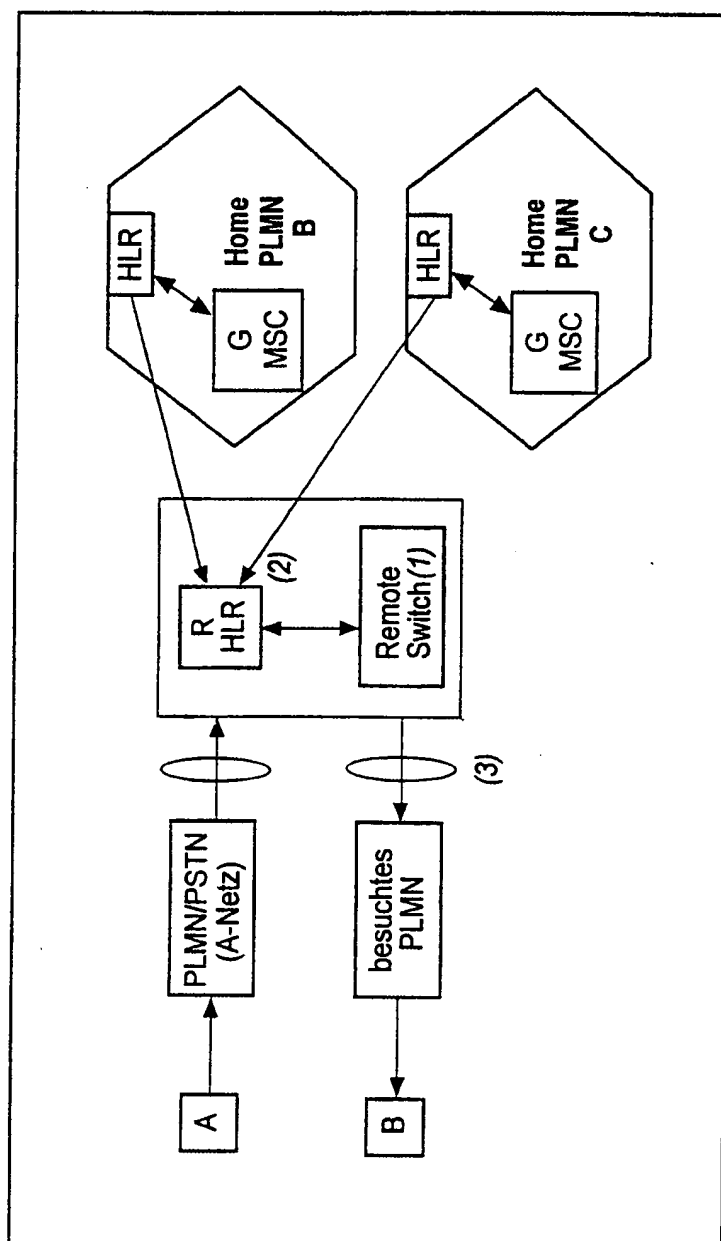 A
PLMN/PSTN
(A-Netz)
R
HLR
(2)
Remote
Switch(1)
HLR
G
MSC
Home
PLMN
B
B
besuchtes
PLMN
(3)
HLR
G
MSC
Home
PLMN
C